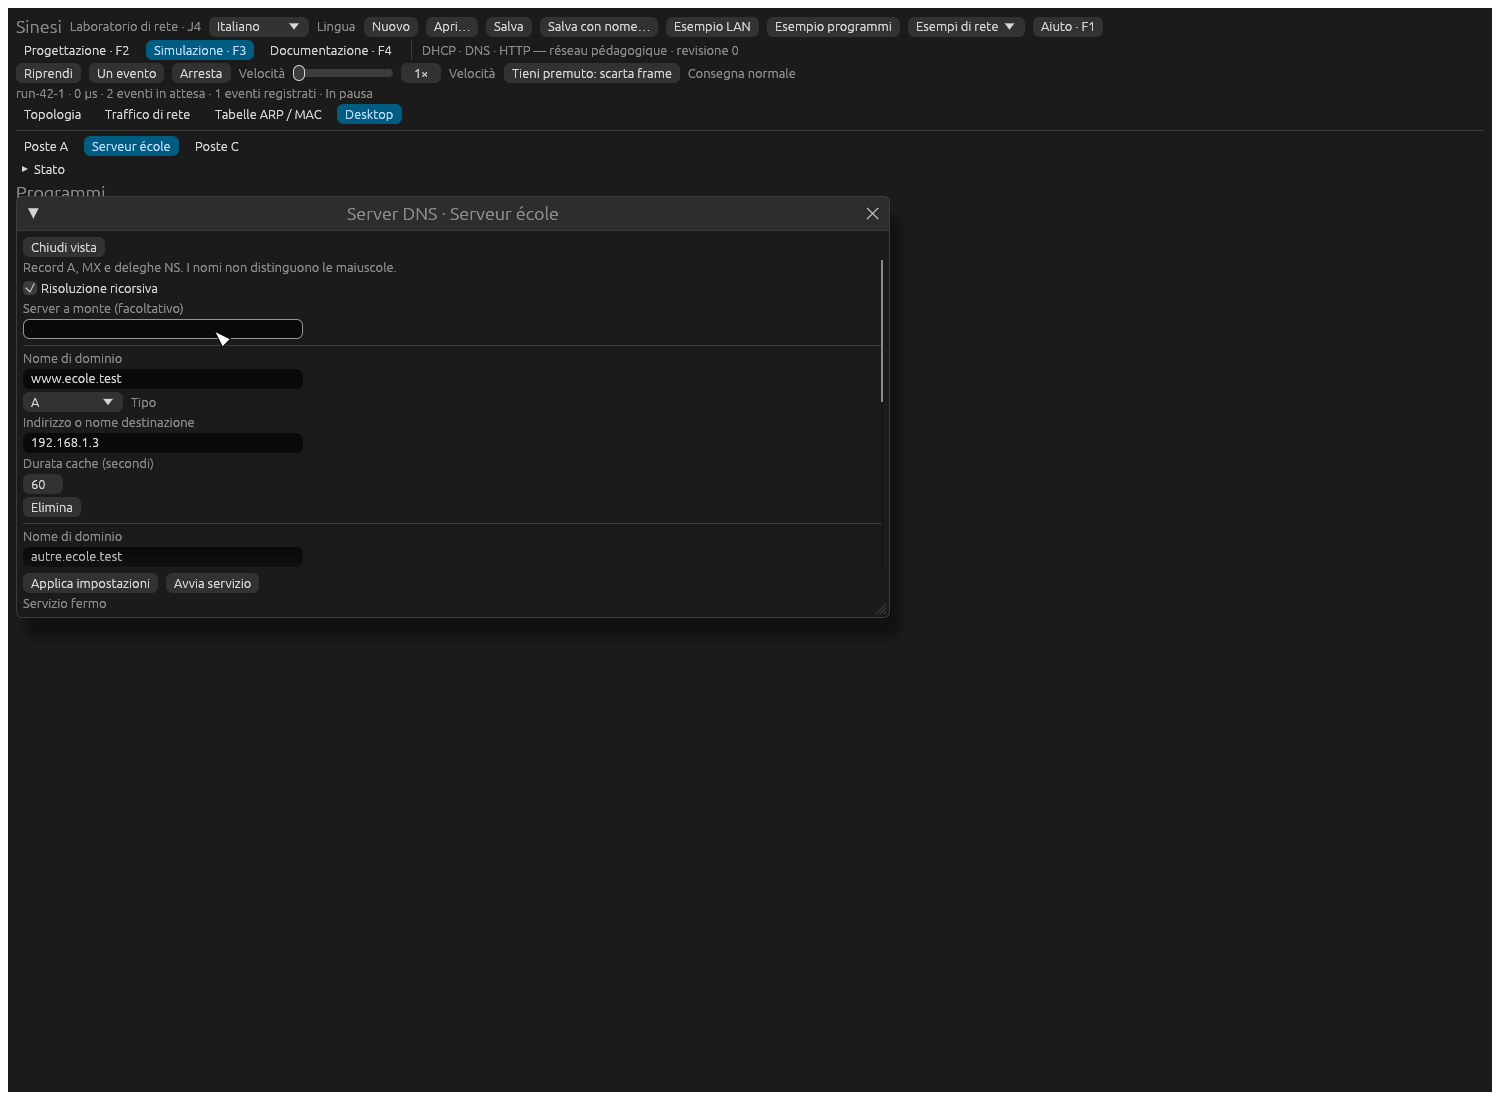 Sinesi Laboratorio di rete · J4 Italiano Lingua Nuovo Apri... Salva Salva con nome... Esempio LAN Esempio programmi Esempi di rete Aiuto · F1
Progettazione · F2 Simulazione · F3 Documentazione · F4 DHCP · DNS · HTTP — réseau pédagogique · revisione 0
Riprendi Un evento Arresta Velocità 1× Velocità Tieni premuto: scarta frame Consegna normale
run-42-1 · 0 µs · 2 eventi in attesa · 1 eventi registrati · In pausa
Topologia Traffico di rete Tabelle ARP / MAC Desktop
Poste A Serveur école Poste C
Stato
Programmi
Server DNS · Serveur école
Chiudi vista
Record A, MX e deleghe NS. I nomi non distinguono le maiuscole.
Risoluzione ricorsiva
Server a monte (facoltativo)
Nome di dominio
www.ecole.test
A Tipo
Indirizzo o nome destinazione
192.168.1.3
Durata cache (secondi)
60
Elimina
Nome di dominio
autre.ecole.test
Applica impostazioni Avvia servizio
Servizio fermo